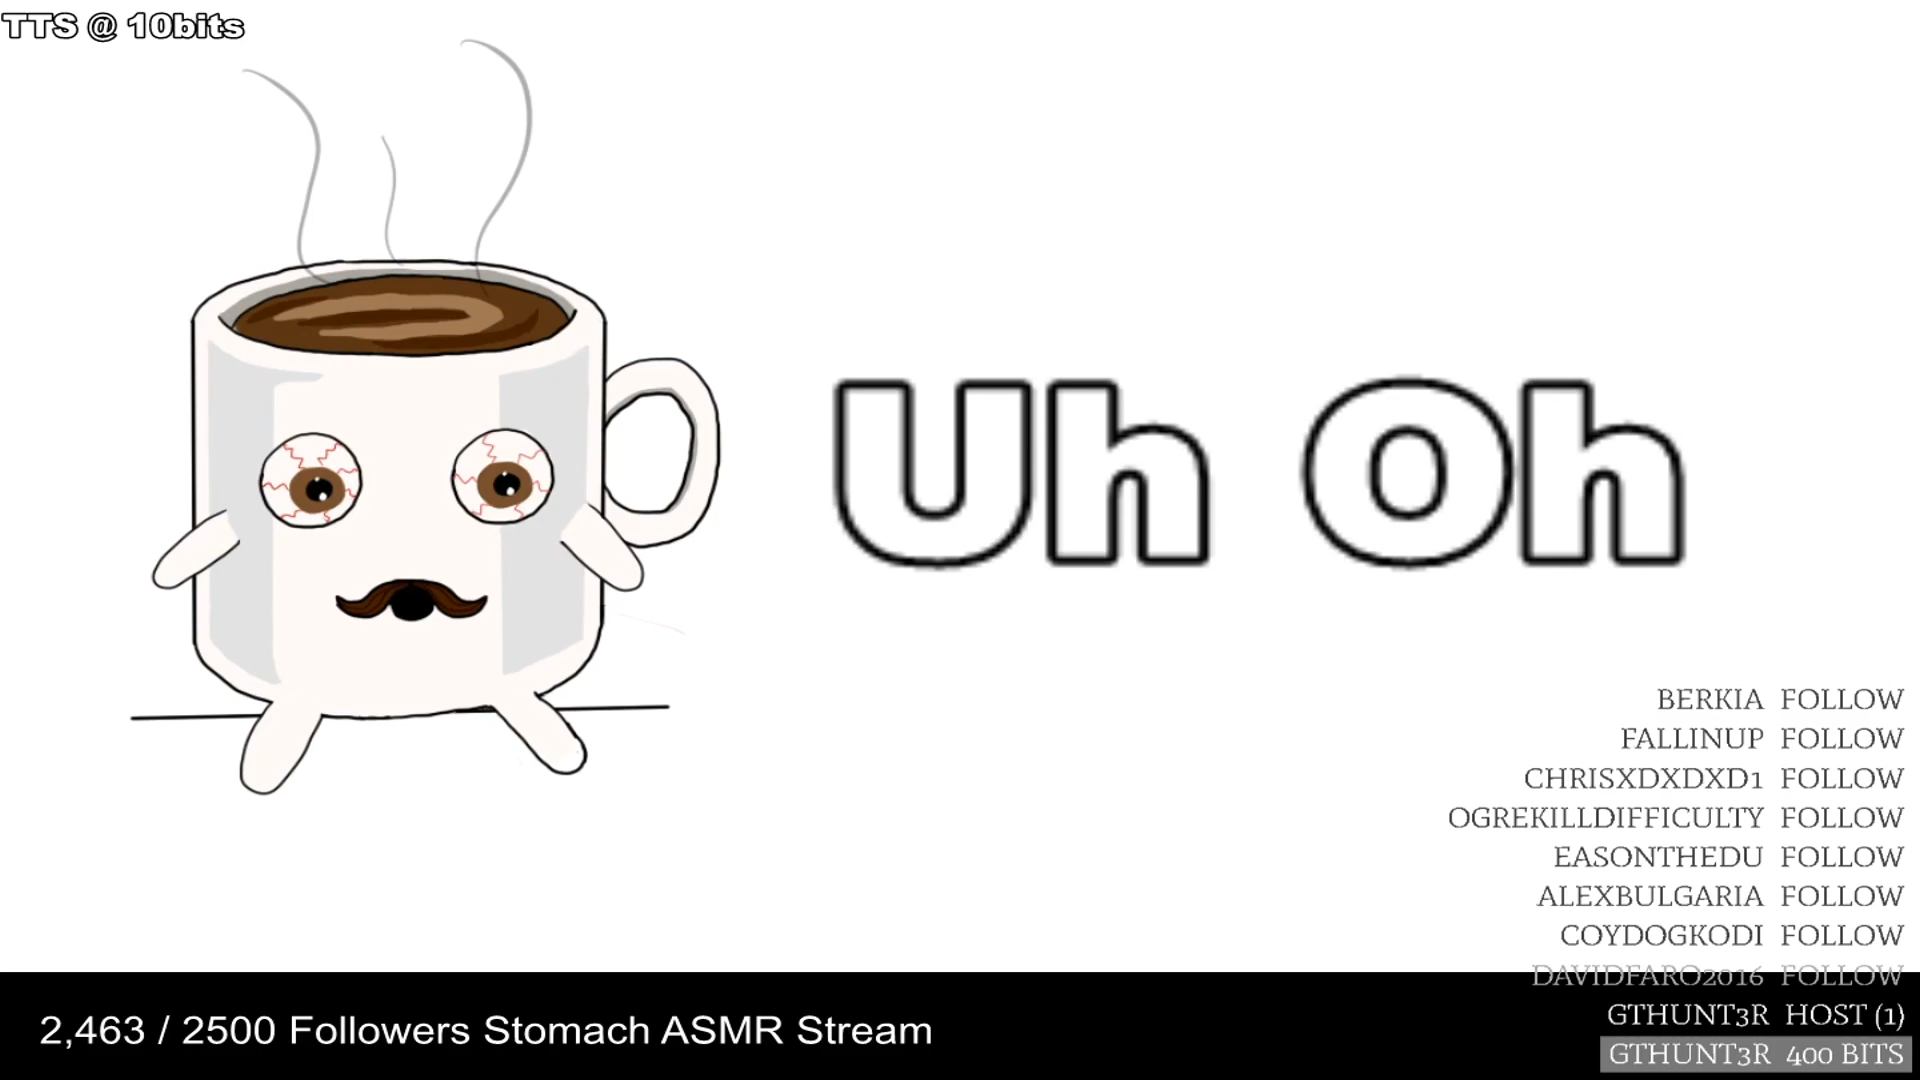 TTS @ 10bits
Uh Oh
BERKIA FOLLOW
FALLINUP FOLLOW
CHRISXDXDXD1 FOLLOW
OGREKILLDIFFICULTY FOLLOW
EASONTHEDU FOLLOW
ALEXBULGARIA FOLLOW
COYDOGKODI FOLLOW
DAVIDFARO2016 FOLLOW
GTHUNT3R HOST (1)
GTHUNT3R 400 BITS
2,463 / 2500 Followers Stomach ASMR Stream